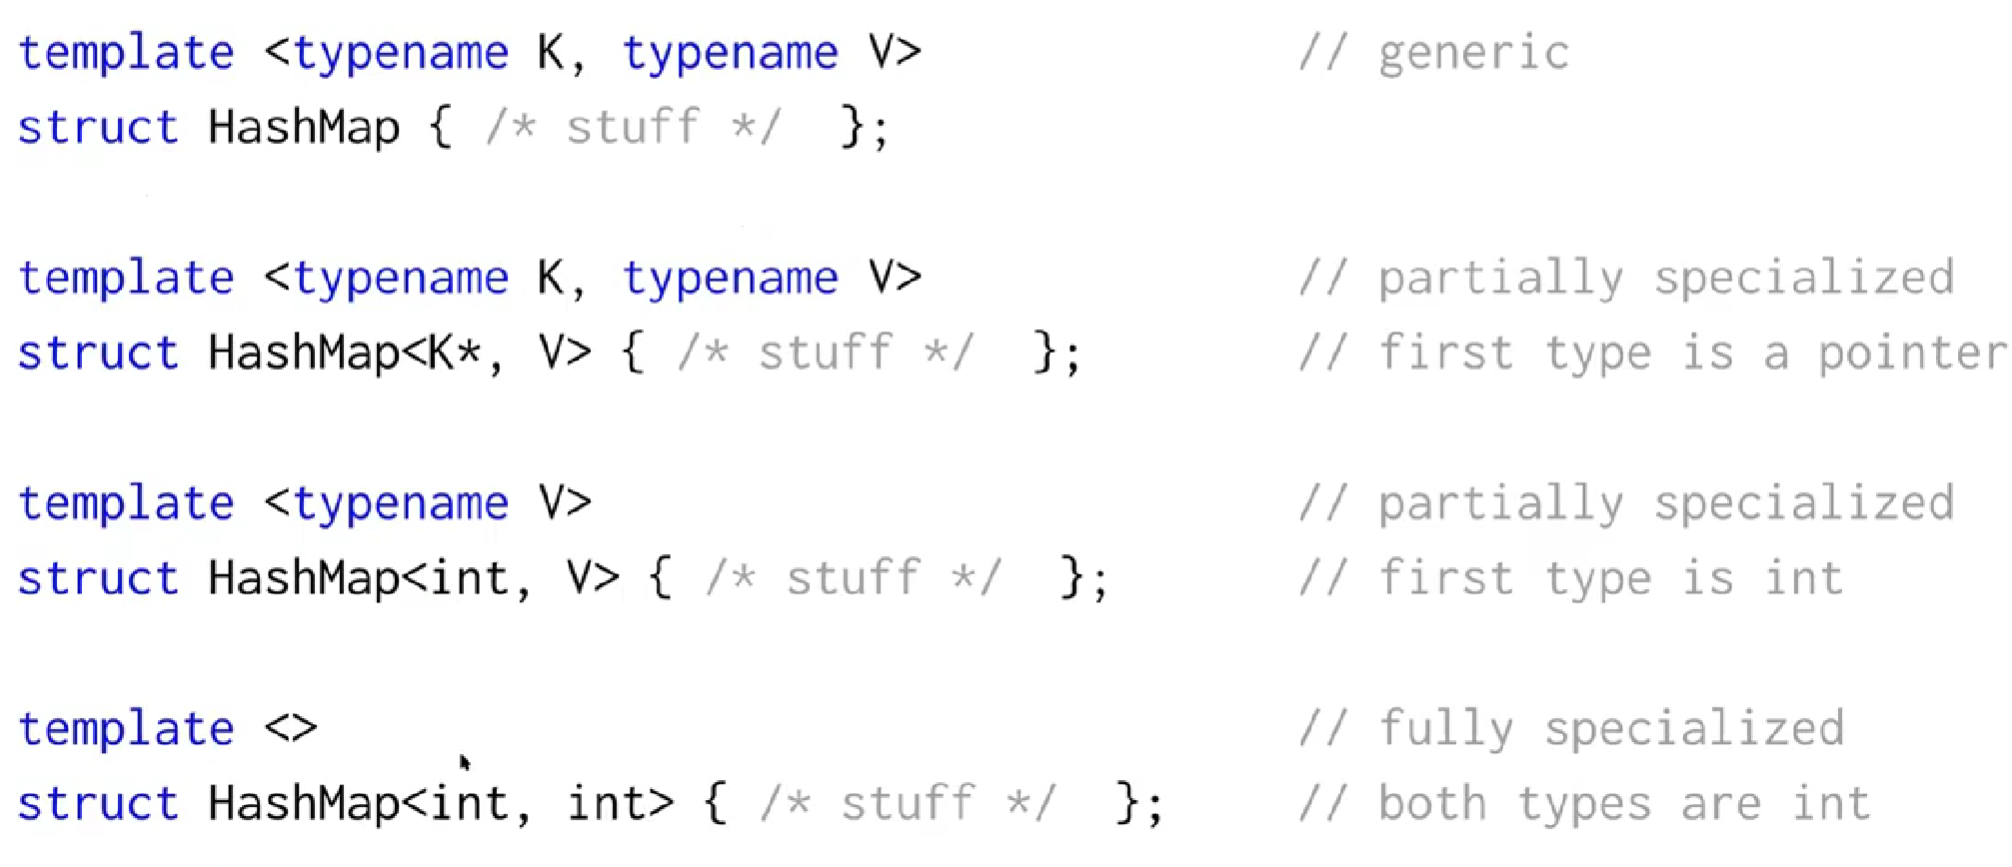 template <typename K, typename V> // generic
struct HashMap { /* stuff */ };
template <typename K, typename V> // partially specialized
struct HashMap<K*, V> { /* stuff */ }; // first type is a pointer
template <typename V> // partially specialized
struct HashMap<int, V> { /* stuff */ }; // first type is int
template <> // fully specialized
struct HashMap<int, int> { /* stuff */ }; // both types are int